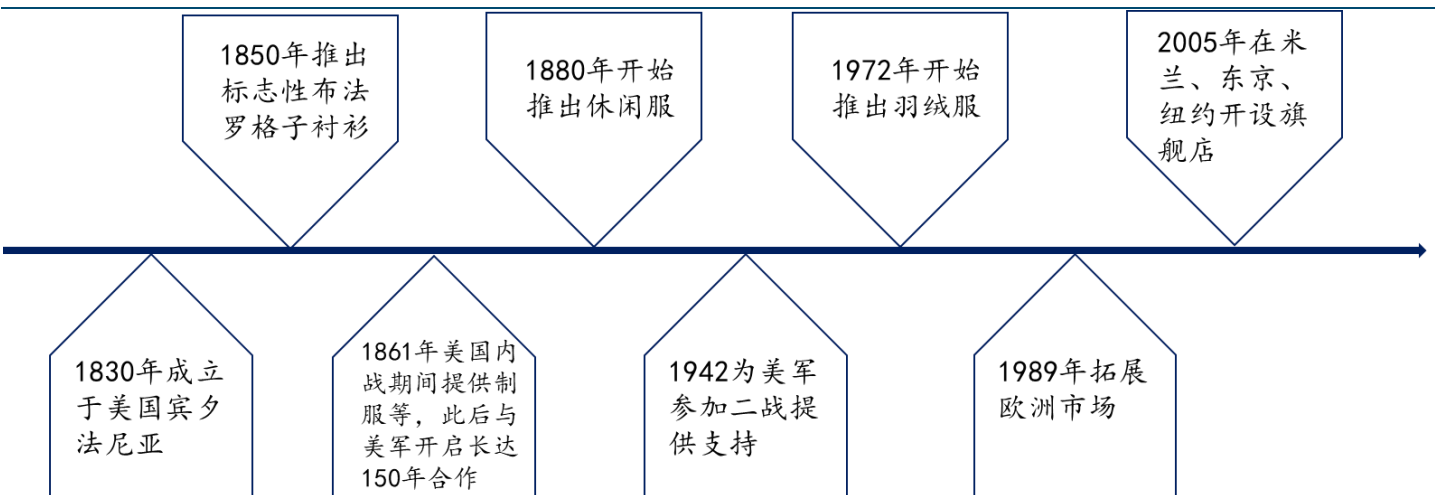 1850年推出
标志性布法
罗格子衬衫
1880年开始
推出休闲服
1972年开始
推出羽绒服
2005年在米
兰、东京、
纽约开设旗
舰店
1830年成立
于美国宾夕
法尼亚
1861年美国内
战期间提供制
服等，此后与
美军开启长达
150年合作
1942为美军
参加二战提
供支持
1989年拓展
欧洲市场